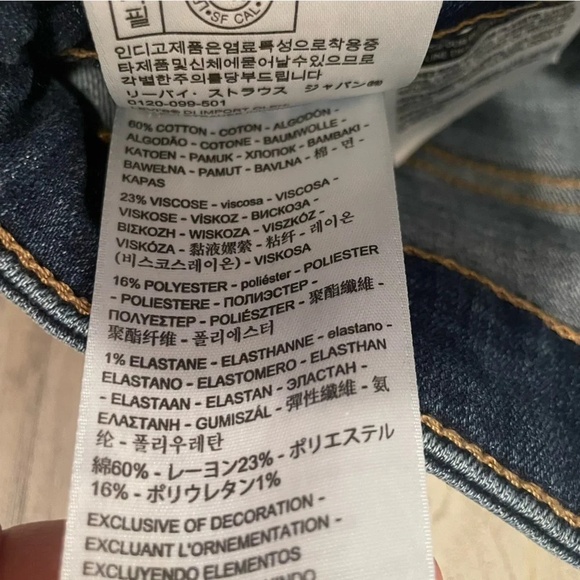 필
SF CAL.
인디고제품은염료특성으로착용중
타제품및신체에묻어날수있으므로
각별한주의를당부드립니다
リーバイ・ストラウス ジャパン㈱
0120-099-501
60% COTTON - COTON - ALGODÓN -
ALGODÃO - COTONE - BAUMWOLLE -
KATOEN - PAMUK - ХЛОПОК - BAMBAKI -
BAWEŁNA - PAMUT - BAVLNA - 棉 - 면 -
KAPAS
23% VISCOSE - viscosa - VISCOSA -
VISKOSE - VİSKOZ - ВИСКОЗА -
ΒΙΣΚΟΖΗ - WISKOZA - VISZKÓZ -
VISKÓZA - 黏液嫘縈 - 粘纤 - 레이온
(비스코스레이온) - VISKOSA
16% POLYESTER - poliéster - POLIESTER
- POLIESTERE - ПОЛИЭСТЕР -
ΠΟΛΥΕΣΤΕΡ - POLIÉSZTER - 聚酯纖維 -
聚酯纤维 - 폴리에스터
1% ELASTANE - ELASTHANNE - elastano -
ELASTANO - ELASTOMERO - ELASTHAN
- ELASTAAN - ELASTAN - ЭЛАСТАН -
ΕΛΑΣΤΑΝΗ - GUMISZÁL - 彈性纖維 - 氨
纶 - 폴리우레탄
綿60% - レーヨン23% - ポリエステル
16% - ポリウレタン1%
EXCLUSIVE OF DECORATION -
EXCLUANT L'ORNEMENTATION -
EXCLUYENDO ELEMENTOS